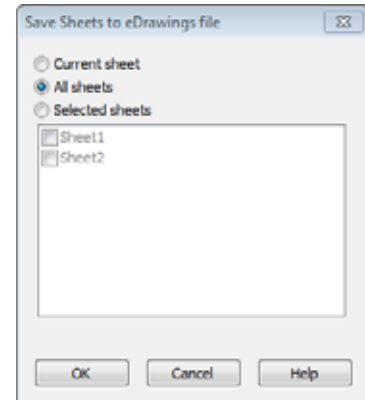 Save Sheets to eDrawings file
Current sheet
All sheets
Selected sheets
Sheet1
Sheet2
OK Cancel Help